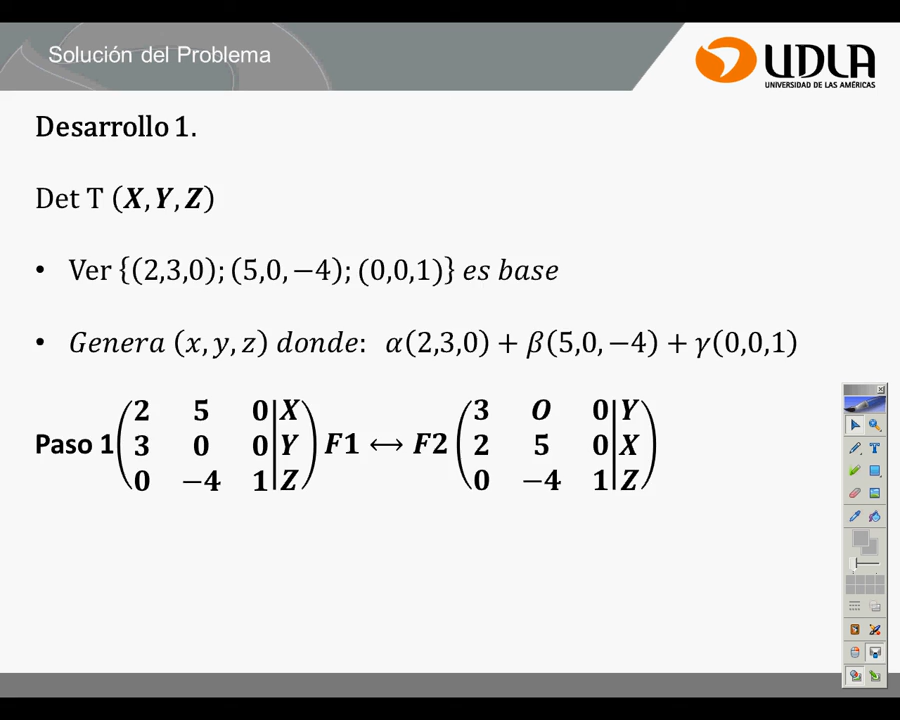 Solución del Problema
UDLA
UNIVERSIDAD DE LAS AMÉRICAS
Desarrollo 1.
Det T (X, Y, Z)
• Ver {(2,3,0); (5,0, −4); (0,0,1)} es base
• Genera (x, y, z) donde: α(2,3,0) + β(5,0, −4) + γ(0,0,1)
2 5 0|X 3 O 0|Y
Paso 1 3 0 0|Y F1 ↔ F2 2 5 0|X
0 −4 1|Z 0 −4 1|Z